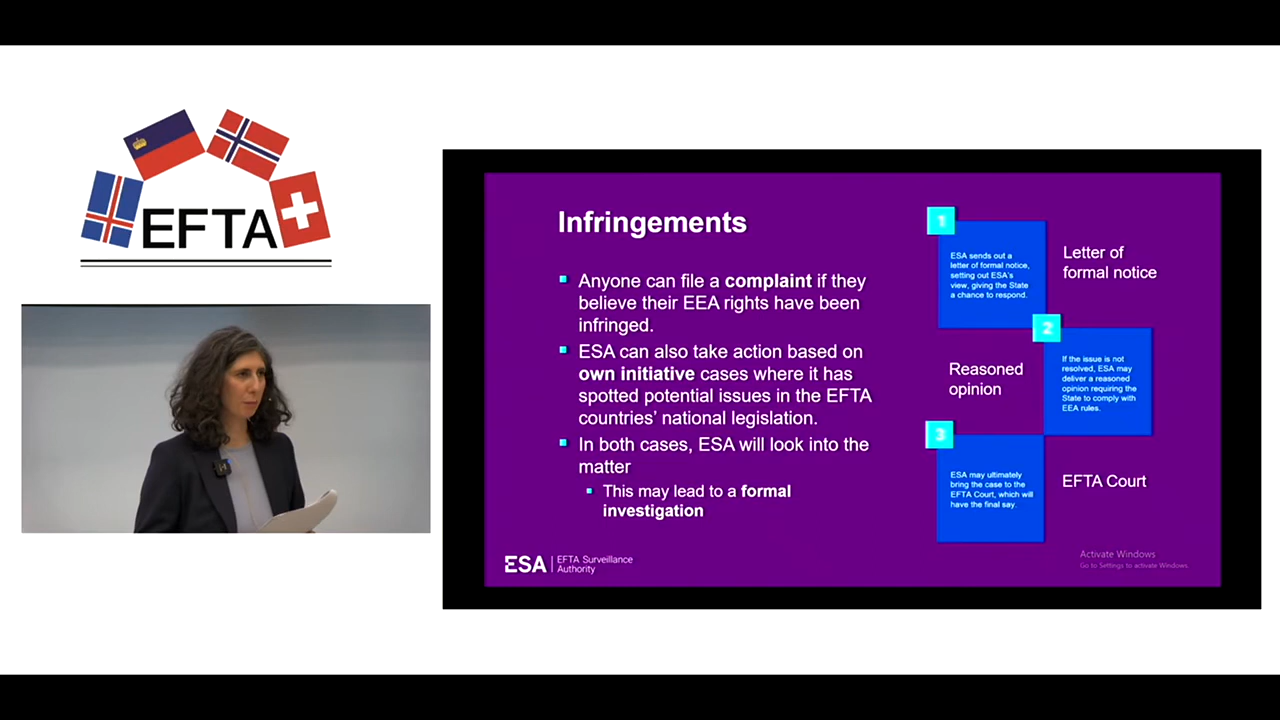 EFTA
Infringements
Anyone can file a complaint if they
believe their EEA rights have been
infringed.
ESA can also take action based on
own initiative cases where it has
spotted potential issues in the EFTA
countries' national legislation.
In both cases, ESA will look into the
matter
This may lead to a formal
investigation
1
ESA sends out a
letter of formal notice,
setting out ESA's
view, giving the State
a chance to respond.
Letter of
formal notice
2
If the issue is not
resolved, ESA may
deliver a reasoned
opinion requiring the
State to comply with
EEA rules.
Reasoned
opinion
3
ESA may ultimately
bring the case to the
EFTA Court, which will
have the final say.
EFTA Court
ESA
EFTA Surveillance
Authority
Activate Windows
Go to Settings to activate Windows.